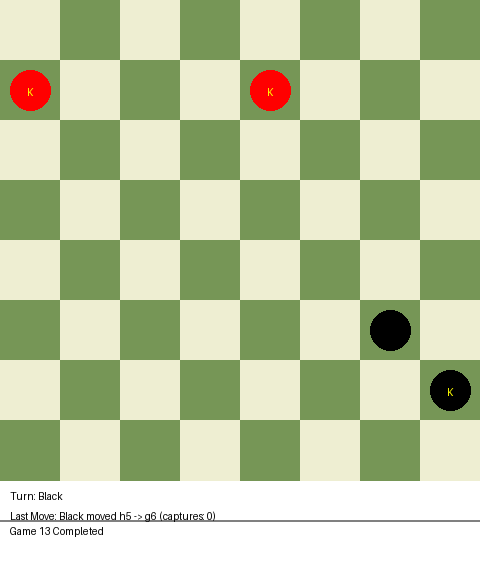 K
K
K
Turn: Black
Last Move: Black moved h5 -> g6 (captures: 0)
Game 13 Completed